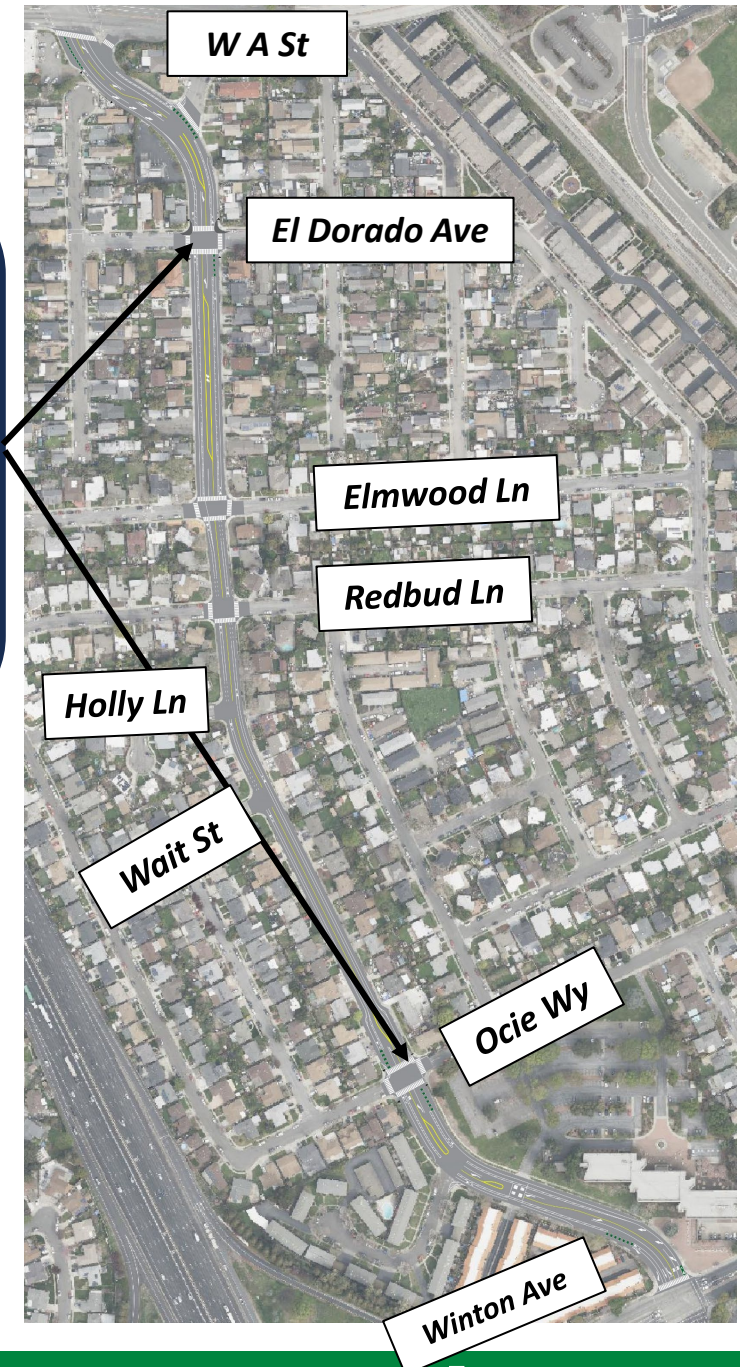 W A St
El Dorado Ave
Elmwood Ln
Redbud Ln
Holly Ln
Wait St
Ocie Wy
Winton Ave